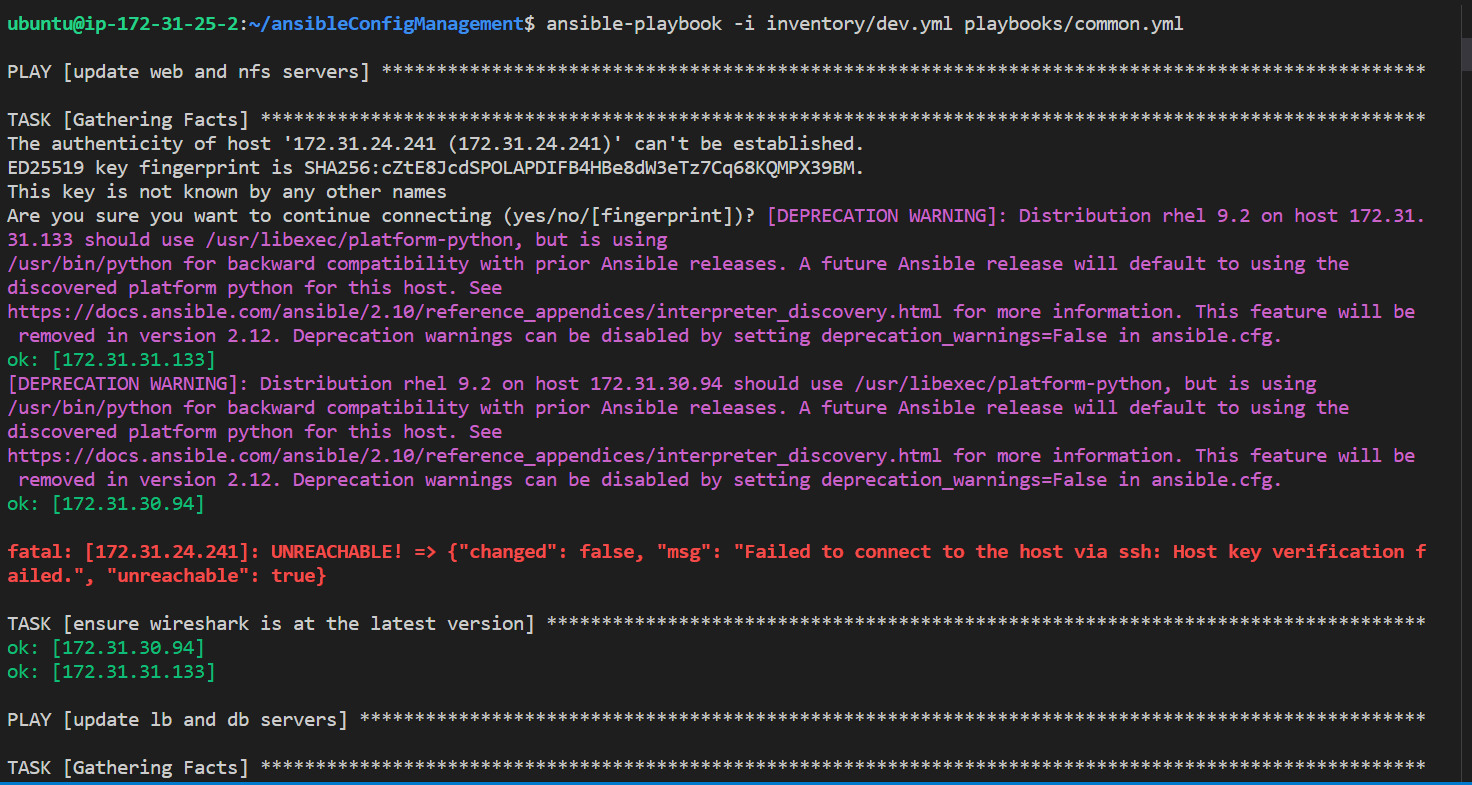 ubuntu@ip-172-31-25-2:~/ansibleConfigManagement$ ansible-playbook -i inventory/dev.yml playbooks/common.yml
PLAY [update web and nfs servers] ***********************************************************************************************
TASK [Gathering Facts] **********************************************************************************************************
The authenticity of host '172.31.24.241 (172.31.24.241)' can't be established.
ED25519 key fingerprint is SHA256:cZtE8JcdSPOLAPDIFB4HBe8dW3eTz7Cq68KQMPX39BM.
This key is not known by any other names
Are you sure you want to continue connecting (yes/no/[fingerprint])? [DEPRECATION WARNING]: Distribution rhel 9.2 on host 172.31.
31.133 should use /usr/libexec/platform-python, but is using
/usr/bin/python for backward compatibility with prior Ansible releases. A future Ansible release will default to using the
discovered platform python for this host. See
https://docs.ansible.com/ansible/2.10/reference_appendices/interpreter_discovery.html for more information. This feature will be
 removed in version 2.12. Deprecation warnings can be disabled by setting deprecation_warnings=False in ansible.cfg.
ok: [172.31.31.133]
[DEPRECATION WARNING]: Distribution rhel 9.2 on host 172.31.30.94 should use /usr/libexec/platform-python, but is using
/usr/bin/python for backward compatibility with prior Ansible releases. A future Ansible release will default to using the
discovered platform python for this host. See
https://docs.ansible.com/ansible/2.10/reference_appendices/interpreter_discovery.html for more information. This feature will be
 removed in version 2.12. Deprecation warnings can be disabled by setting deprecation_warnings=False in ansible.cfg.
ok: [172.31.30.94]
fatal: [172.31.24.241]: UNREACHABLE! => {"changed": false, "msg": "Failed to connect to the host via ssh: Host key verification f
ailed.", "unreachable": true}
TASK [ensure wireshark is at the latest version] ********************************************************************************
ok: [172.31.30.94]
ok: [172.31.31.133]
PLAY [update lb and db servers] *************************************************************************************************
TASK [Gathering Facts] **********************************************************************************************************